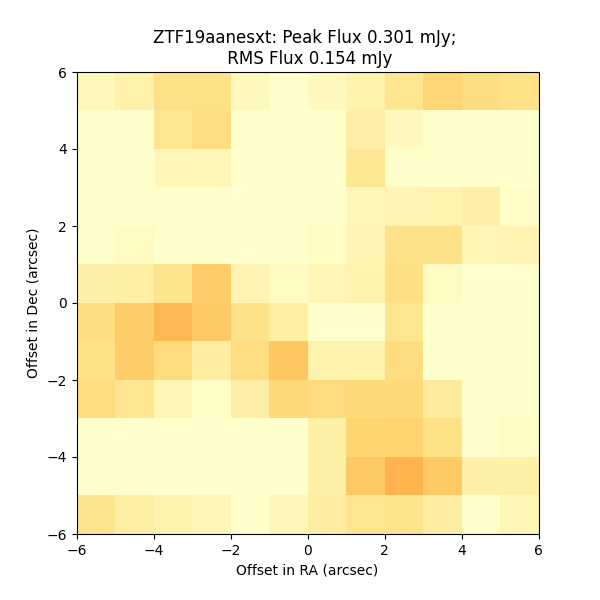 ZTF19aanesxt: Peak Flux 0.301 mJy;
RMS Flux 0.154 mJy
6
4
2
0
−2
−4
−6
Offset in Dec (arcsec)
−6 −4 −2 0 2 4 6
Offset in RA (arcsec)